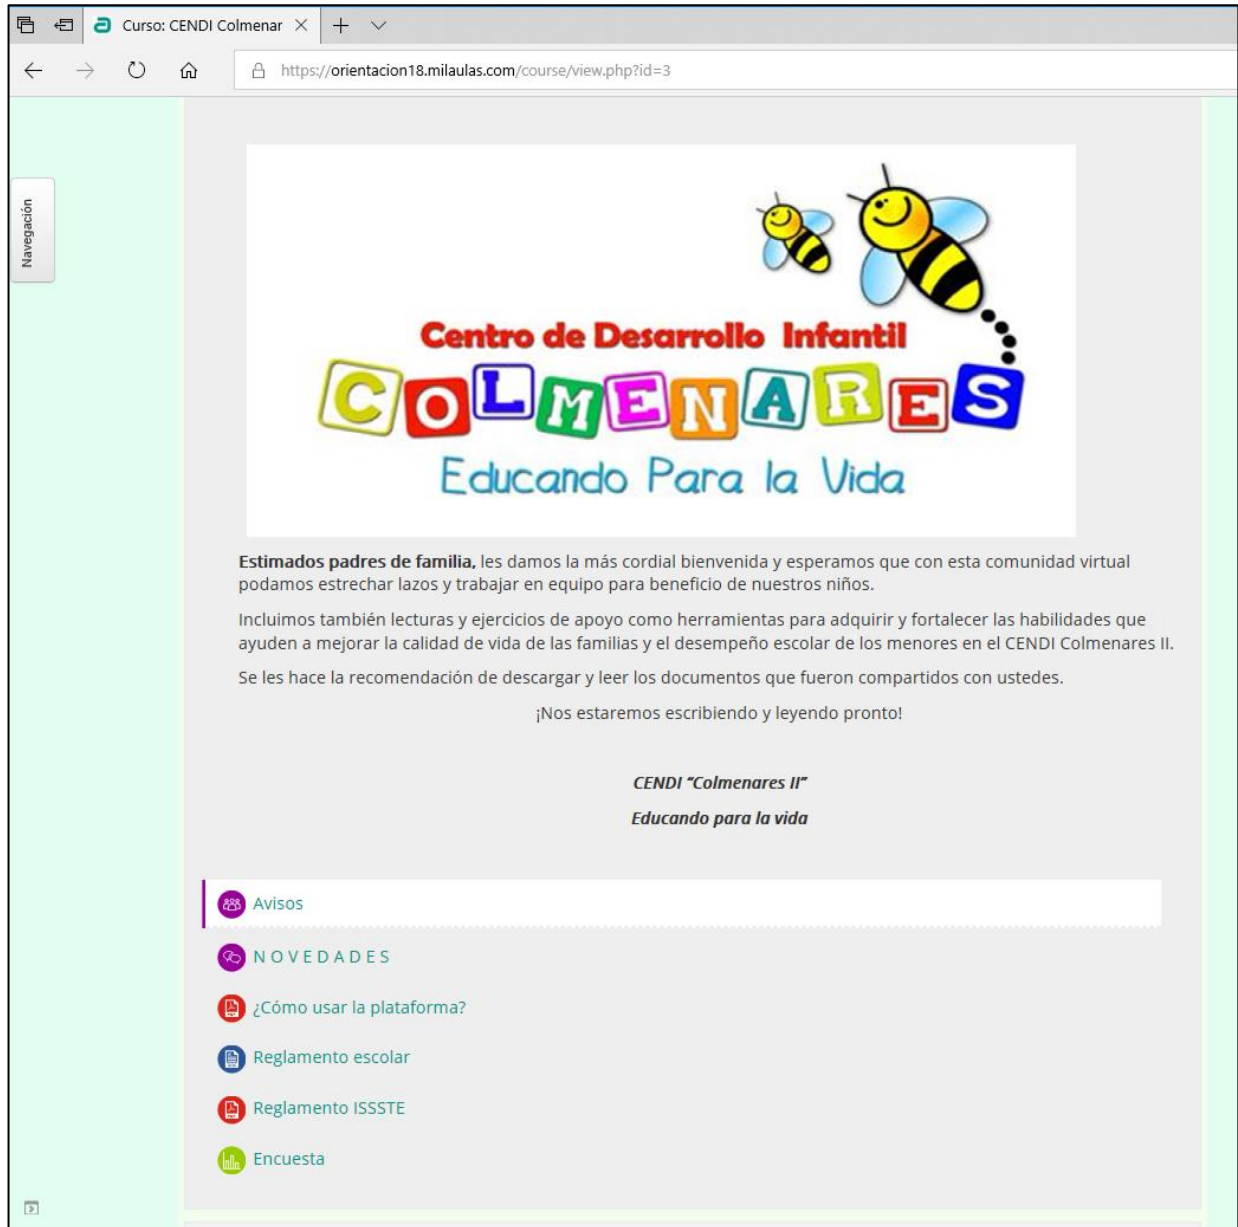 Curso: CENDI Colmenar
https://orientacion18.milaulas.com/course/view.php?id=3
Navegación
Centro de Desarrollo Infantil
COLMENARES
Educando Para la Vida
Estimados padres de familia, les damos la más cordial bienvenida y esperamos que con esta comunidad virtual
podamos estrechar lazos y trabajar en equipo para beneficio de nuestros niños.
Incluimos también lecturas y ejercicios de apoyo como herramientas para adquirir y fortalecer las habilidades que
ayuden a mejorar la calidad de vida de las familias y el desempeño escolar de los menores en el CENDI Colmenares II.
Se les hace la recomendación de descargar y leer los documentos que fueron compartidos con ustedes.
¡Nos estaremos escribiendo y leyendo pronto!
CENDI “Colmenares II”
Educando para la vida
Avisos
N O V E D A D E S
¿Cómo usar la plataforma?
Reglamento escolar
Reglamento ISSSTE
Encuesta